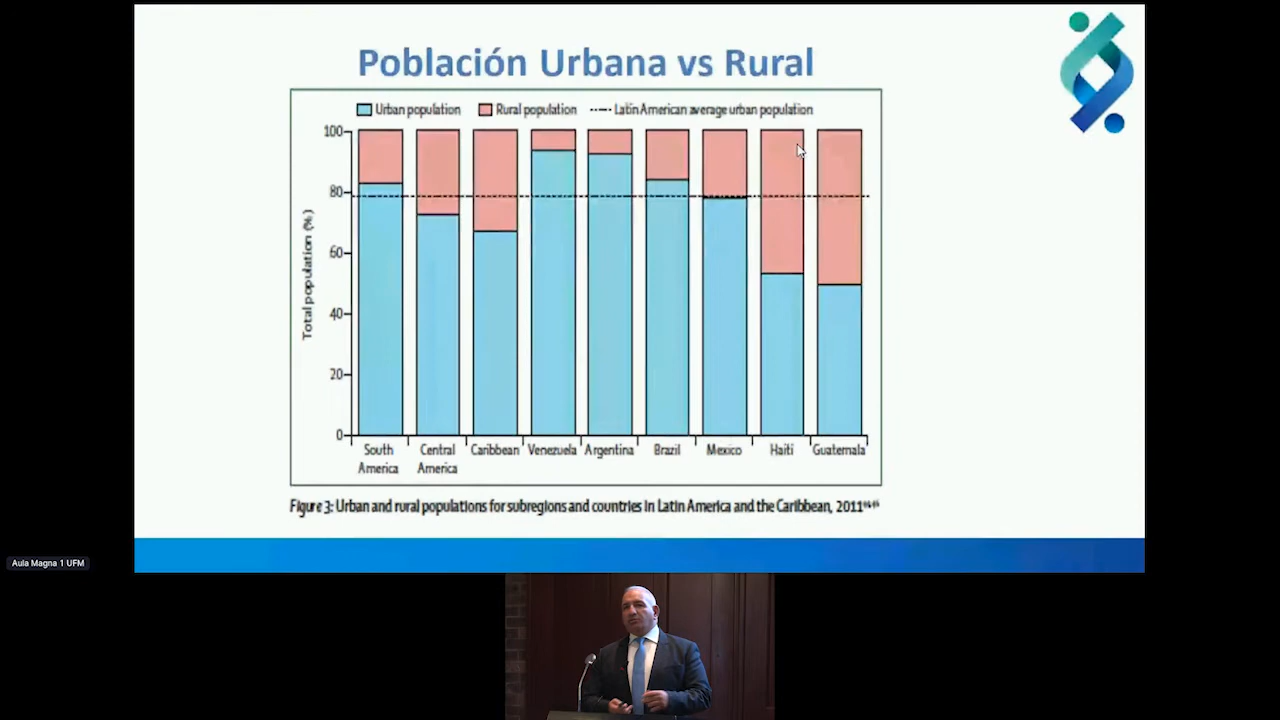 Población Urbana vs Rural
Urban population Rural population Latin American average urban population
100
80
60
40
20
0
Total population (%)
South America
Central America
Caribbean
Venezuela
Argentina
Brazil
Mexico
Haiti
Guatemala
Figure 3: Urban and rural populations for subregions and countries in Latin America and the Caribbean, 2011
Aula Magna 1 UFM